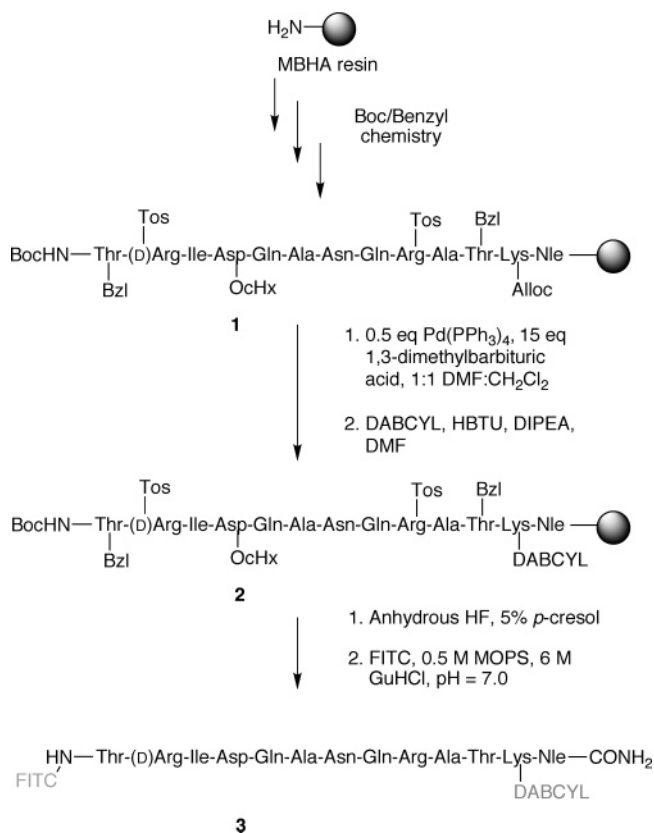 H₂N
MBHA resin
Boc/Benzyl
chemistry
Tos Tos Bzl
BocHN—Thr-(D)Arg-Ile-Asp-Gln-Ala-Asn-Gln-Arg-Ala-Thr-Lys-Nle
Bzl OcHx Alloc
1
1. 0.5 eq Pd(PPh₃)₄, 15 eq
1,3-dimethylbarbituric
acid, 1:1 DMF:CH₂Cl₂
2. DABCYL, HBTU, DIPEA,
DMF
Tos Tos Bzl
BocHN—Thr-(D)Arg-Ile-Asp-Gln-Ala-Asn-Gln-Arg-Ala-Thr-Lys-Nle
Bzl OcHx DABCYL
2
1. Anhydrous HF, 5% p-cresol
2. FITC, 0.5 M MOPS, 6 M
GuHCl, pH = 7.0
HN—Thr-(D)Arg-Ile-Asp-Gln-Ala-Asn-Gln-Arg-Ala-Thr-Lys-Nle—CONH₂
FITC DABCYL
3